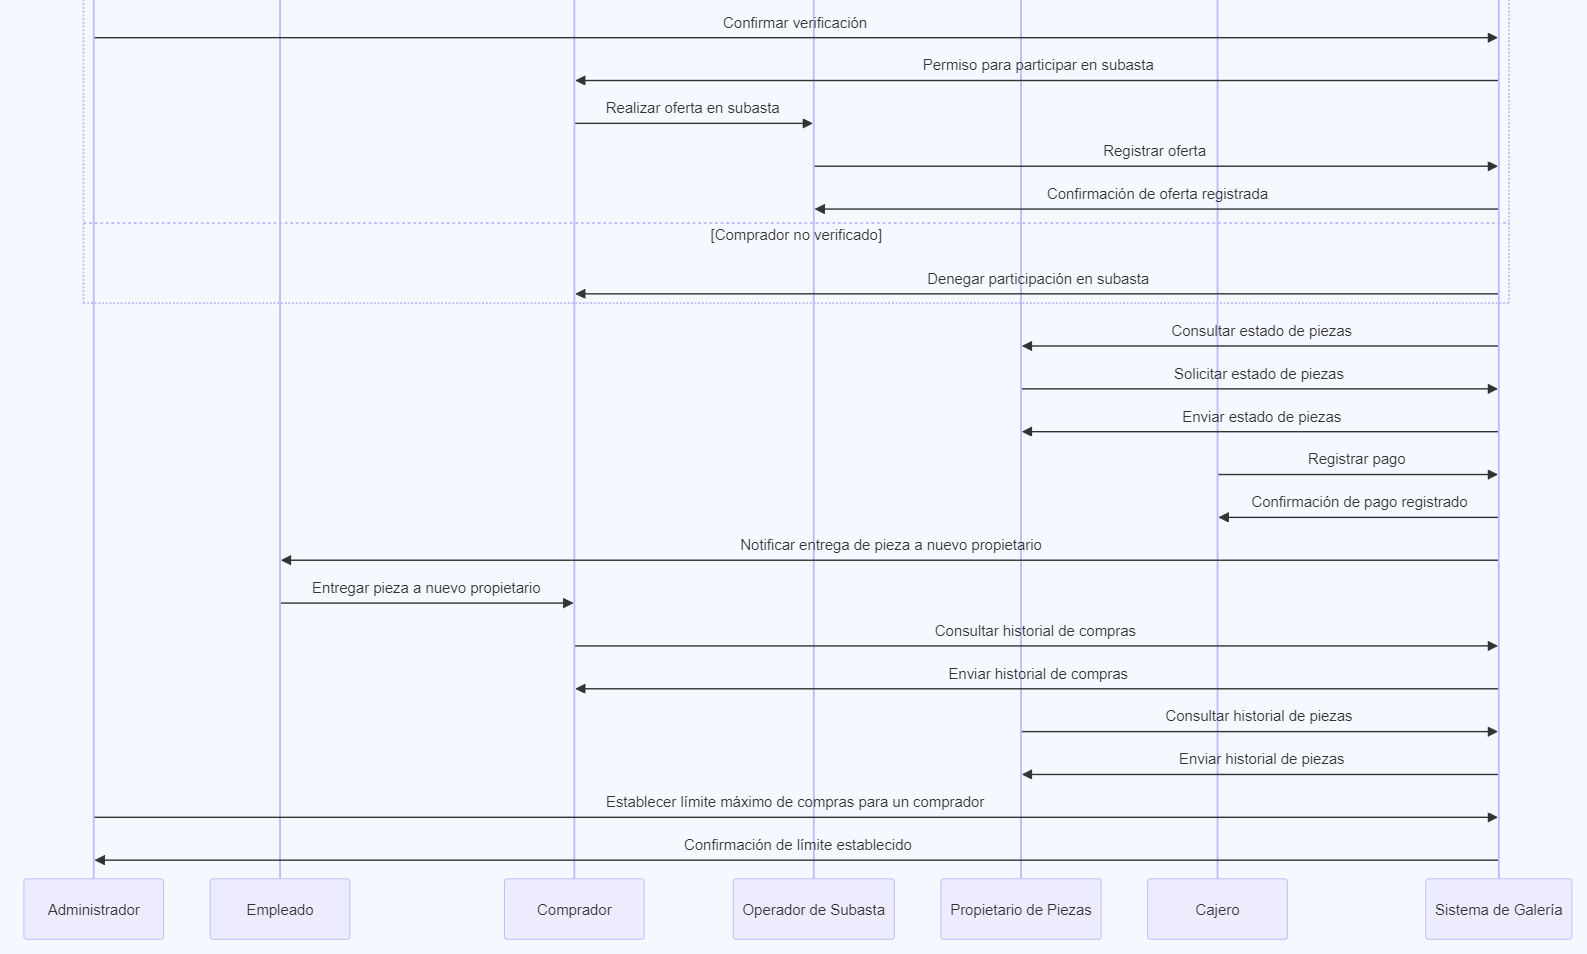 Confirmar verificación
Permiso para participar en subasta
Realizar oferta en subasta
Registrar oferta
Confirmación de oferta registrada
[Comprador no verificado]
Denegar participación en subasta
Consultar estado de piezas
Solicitar estado de piezas
Enviar estado de piezas
Registrar pago
Confirmación de pago registrado
Notificar entrega de pieza a nuevo propietario
Entregar pieza a nuevo propietario
Consultar historial de compras
Enviar historial de compras
Consultar historial de piezas
Enviar historial de piezas
Establecer límite máximo de compras para un comprador
Confirmación de límite establecido
Administrador
Empleado
Comprador
Operador de Subasta
Propietario de Piezas
Cajero
Sistema de Galería